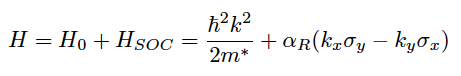 H = H_0 + H_{SOC} = \frac{\hbar^2 k^2}{2m^*} + \alpha_R(k_x\sigma_y - k_y\sigma_x)